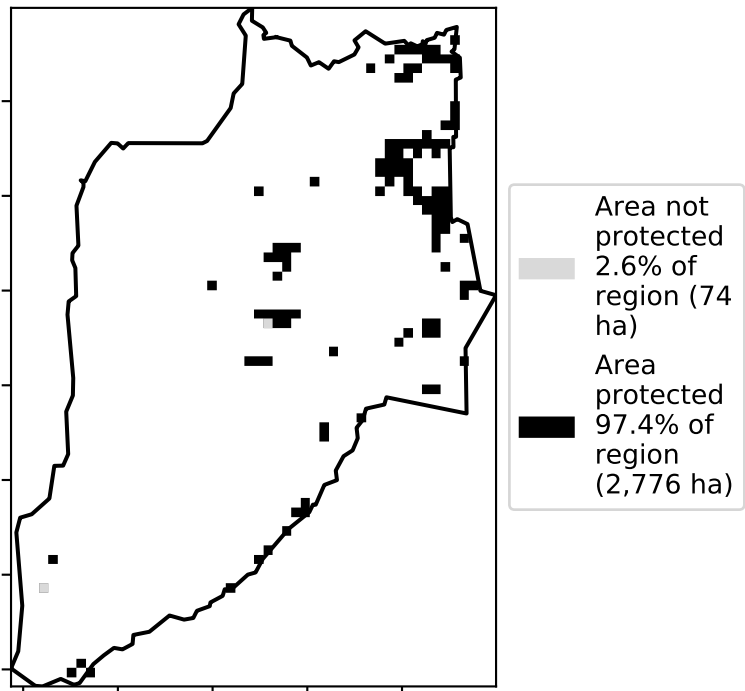 Area not
protected
2.6% of
region (74
ha)
Area
protected
97.4% of
region
(2,776 ha)